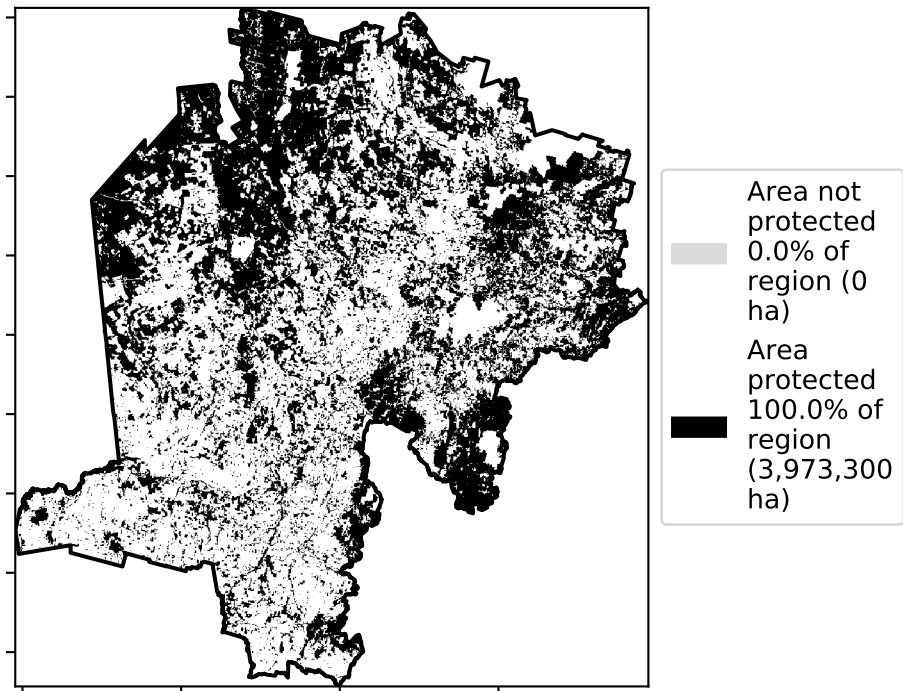 Area not
protected
0.0% of
region (0
ha)
Area
protected
100.0% of
region
(3,973,300
ha)